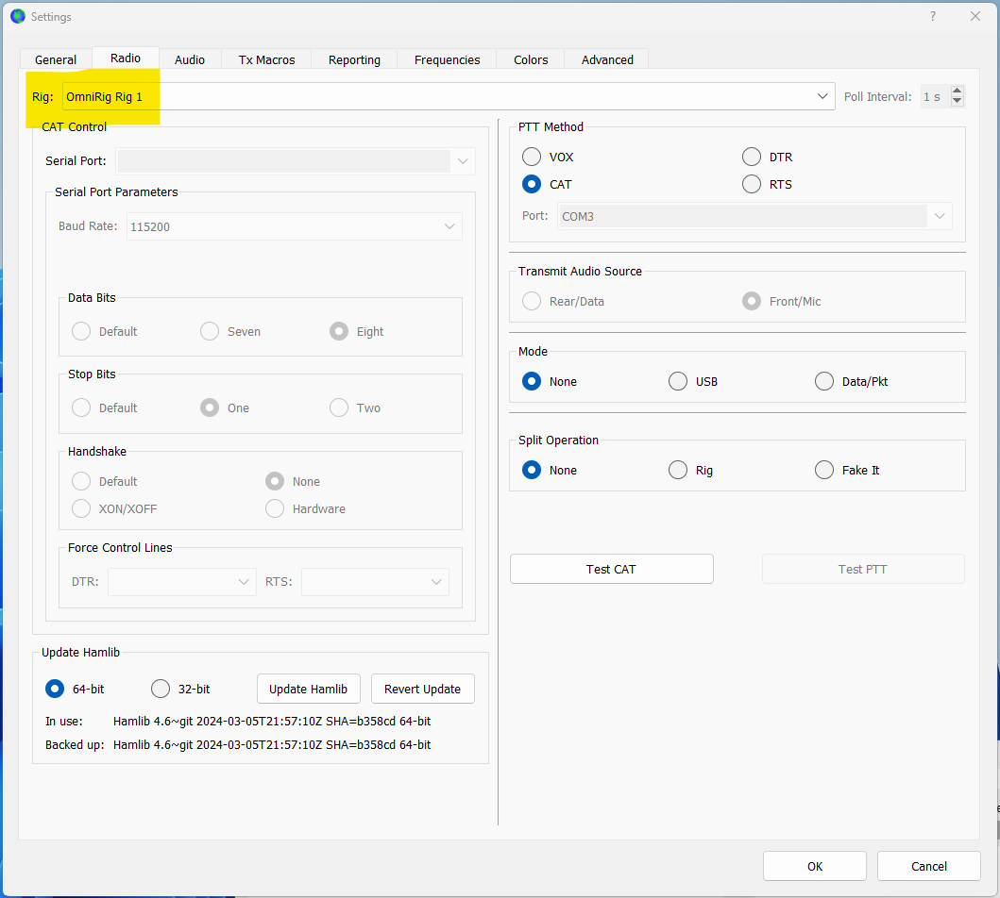 Settings
?
General Radio Audio Tx Macros Reporting Frequencies Colors Advanced
Rig: OmniRig Rig 1 Poll Interval: 1 s
CAT Control
Serial Port:
Serial Port Parameters
Baud Rate: 115200
Data Bits
Default Seven Eight
Stop Bits
Default One Two
Handshake
Default None
XON/XOFF Hardware
Force Control Lines
DTR: RTS:
Update Hamlib
64-bit 32-bit Update Hamlib Revert Update
In use: Hamlib 4.6~git 2024-03-05T21:57:10Z SHA=b358cd 64-bit
Backed up: Hamlib 4.6~git 2024-03-05T21:57:10Z SHA=b358cd 64-bit
PTT Method
VOX DTR
CAT RTS
Port: COM3
Transmit Audio Source
Rear/Data Front/Mic
Mode
None USB Data/Pkt
Split Operation
None Rig Fake It
Test CAT Test PTT
OK Cancel